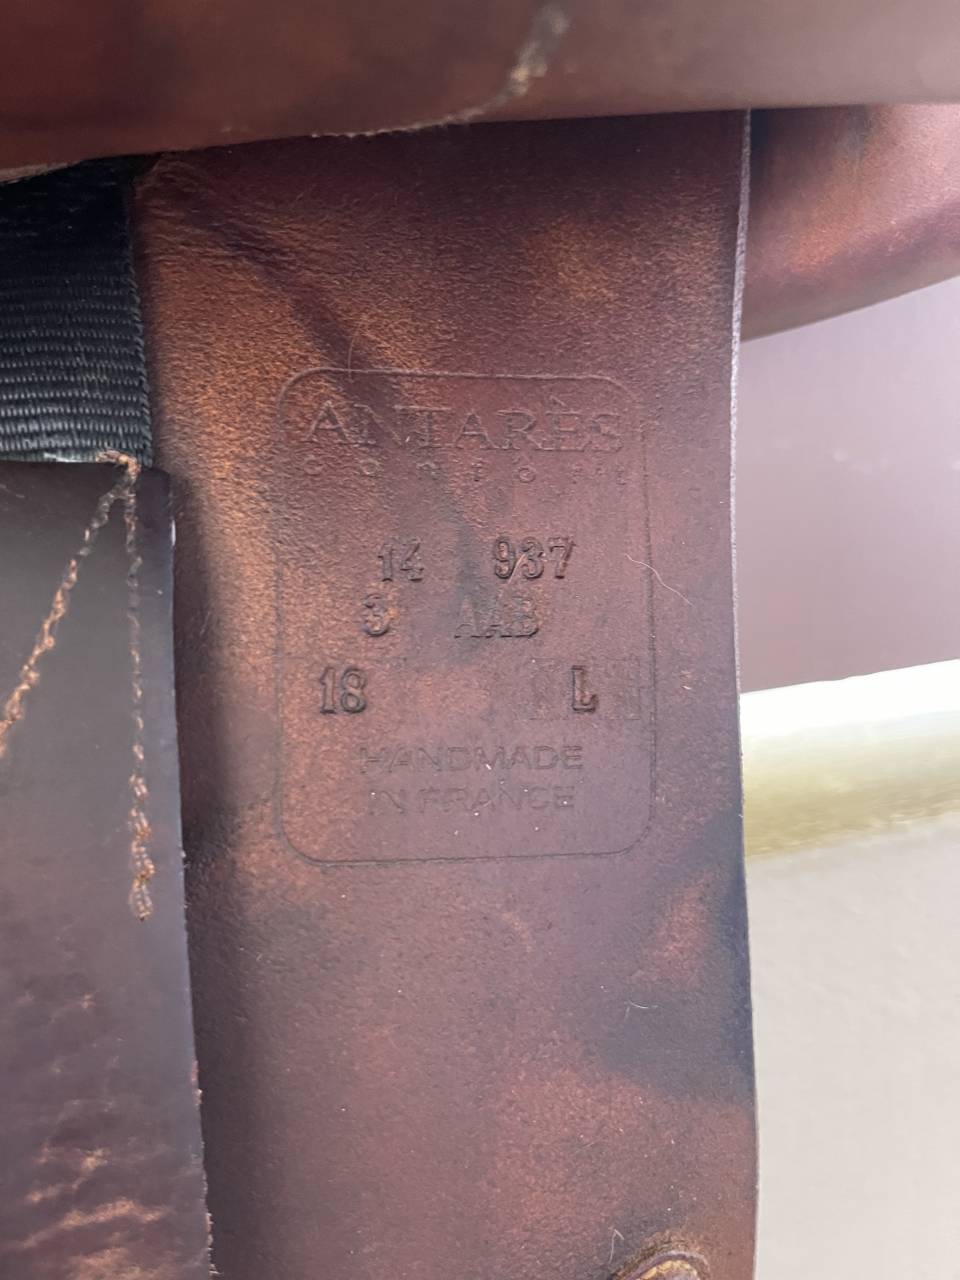 ANTARÈS
14 937
3 AAB
18 L
HANDMADE
IN FRANCE